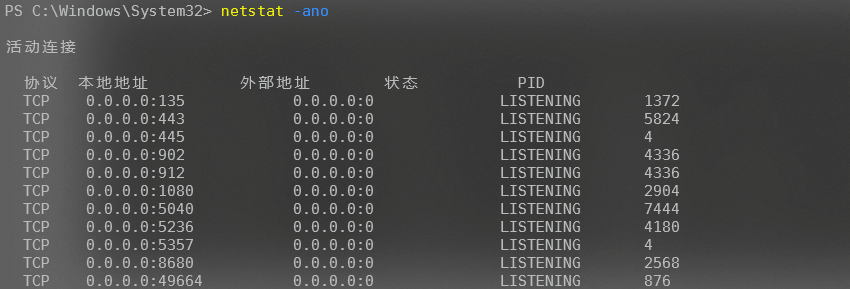 PS C:\Windows\System32> netstat -ano
活动连接
协议 本地地址 外部地址 状态 PID
TCP 0.0.0.0:135 0.0.0.0:0 LISTENING 1372
TCP 0.0.0.0:443 0.0.0.0:0 LISTENING 5824
TCP 0.0.0.0:445 0.0.0.0:0 LISTENING 4
TCP 0.0.0.0:902 0.0.0.0:0 LISTENING 4336
TCP 0.0.0.0:912 0.0.0.0:0 LISTENING 4336
TCP 0.0.0.0:1080 0.0.0.0:0 LISTENING 2904
TCP 0.0.0.0:5040 0.0.0.0:0 LISTENING 7444
TCP 0.0.0.0:5236 0.0.0.0:0 LISTENING 4180
TCP 0.0.0.0:5357 0.0.0.0:0 LISTENING 4
TCP 0.0.0.0:8680 0.0.0.0:0 LISTENING 2568
TCP 0.0.0.0:49664 0.0.0.0:0 LISTENING 876